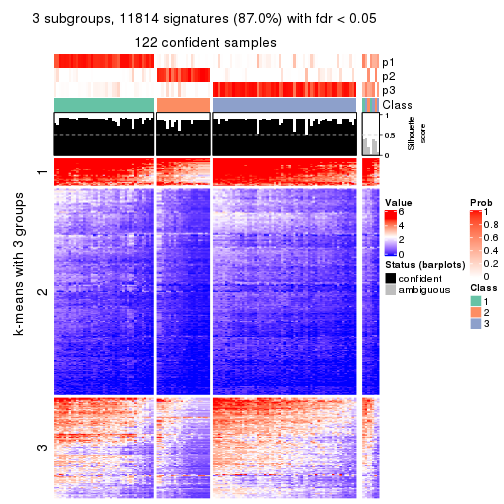 3 subgroups, 11814 signatures (87.0%) with fdr < 0.05
122 confident samples
p1
p2
p3
Class
1
0.5
0
Silhouette
score
k-means with 3 groups
1
2
3
Value
6
4
2
0
Status (barplots)
confident
ambiguous
Prob
1
0.8
0.6
0.4
0.2
0
Class
1
2
3